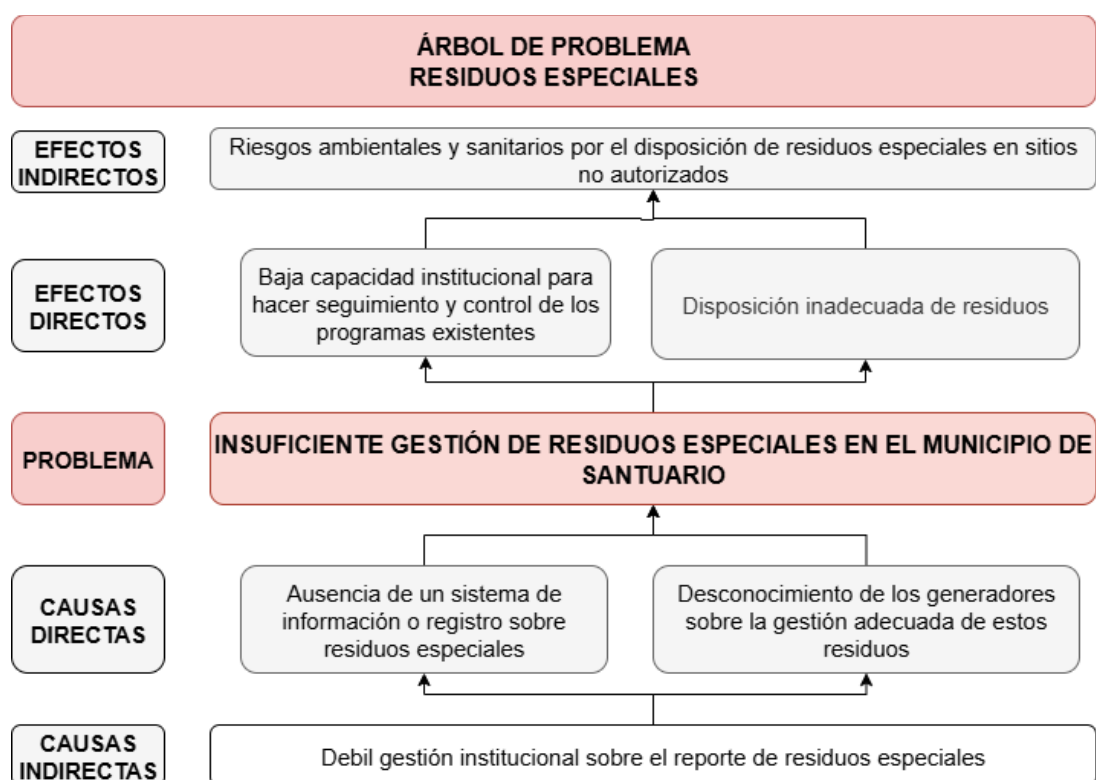 ÁRBOL DE PROBLEMA
RESIDUOS ESPECIALES
EFECTOS
INDIRECTOS
Riesgos ambientales y sanitarios por el disposición de residuos especiales en sitios
no autorizados
EFECTOS
DIRECTOS
Baja capacidad institucional para
hacer seguimiento y control de los
programas existentes
Disposición inadecuada de residuos
PROBLEMA
INSUFICIENTE GESTIÓN DE RESIDUOS ESPECIALES EN EL MUNICIPIO DE
SANTUARIO
CAUSAS
DIRECTAS
Ausencia de un sistema de
información o registro sobre
residuos especiales
Desconocimiento de los generadores
sobre la gestión adecuada de estos
residuos
CAUSAS
INDIRECTAS
Debil gestión institucional sobre el reporte de residuos especiales